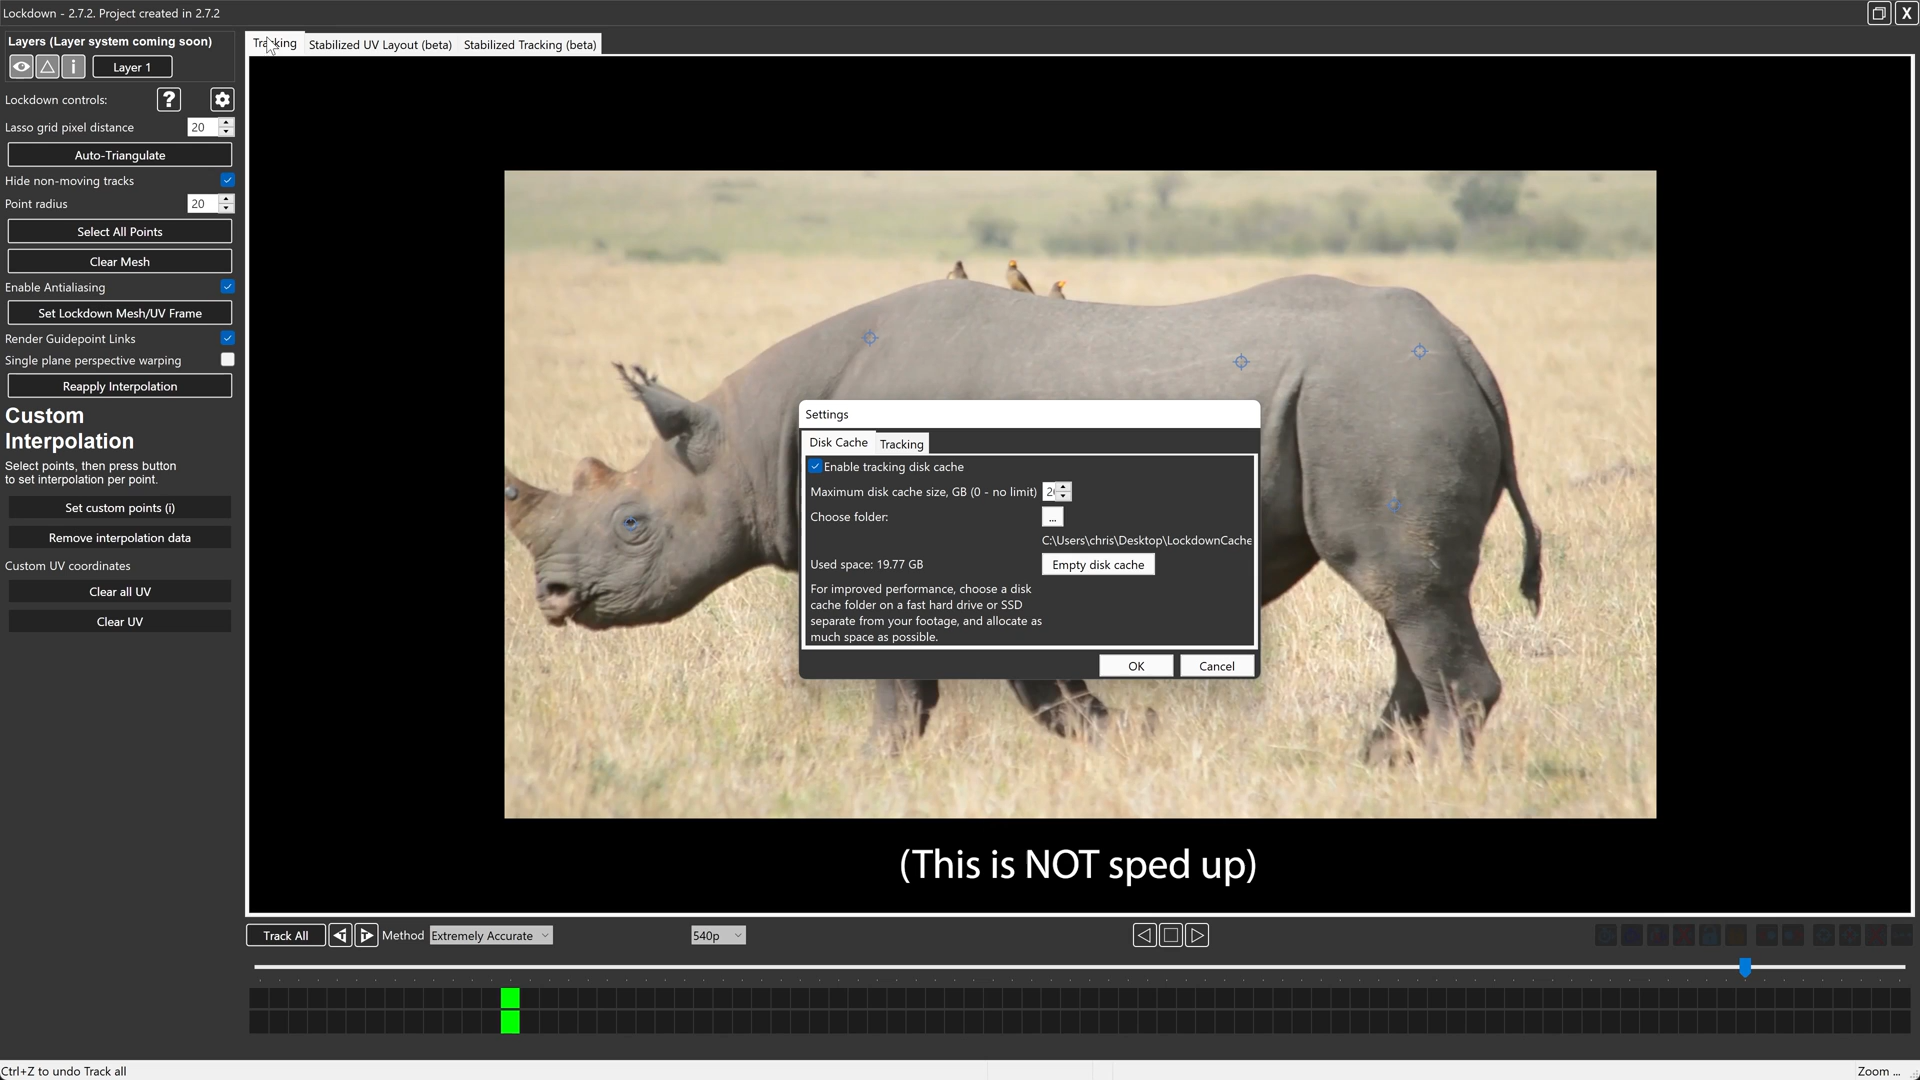 Lockdown - 2.7.2. Project created in 2.7.2
X
Layers (Layer system coming soon)
i
Layer 1
Tracking
Stabilized UV Layout (beta)
Stabilized Tracking (beta)
Lockdown controls:
?
Lasso grid pixel distance
20
Auto-Triangulate
Hide non-moving tracks
Point radius
20
Select All Points
Clear Mesh
Enable Antialiasing
Set Lockdown Mesh/UV Frame
Render Guidepoint Links
Single plane perspective warping
Reapply Interpolation
Custom
Interpolation
Select points, then press button
to set interpolation per point.
Set custom points (i)
Remove interpolation data
Custom UV coordinates
Clear all UV
Clear UV
Settings
Disk Cache
Tracking
Enable tracking disk cache
Maximum disk cache size, GB (0 - no limit)
Choose folder:
...
C:\Users\chris\Desktop\LockdownCache
Used space: 19.77 GB
Empty disk cache
For improved performance, choose a disk
cache folder on a fast hard drive or SSD
separate from your footage, and allocate as
much space as possible.
OK
Cancel
(This is NOT sped up)
Track All
Method
Extremely Accurate
540p
Ctrl+Z to undo Track all
Zoom ...